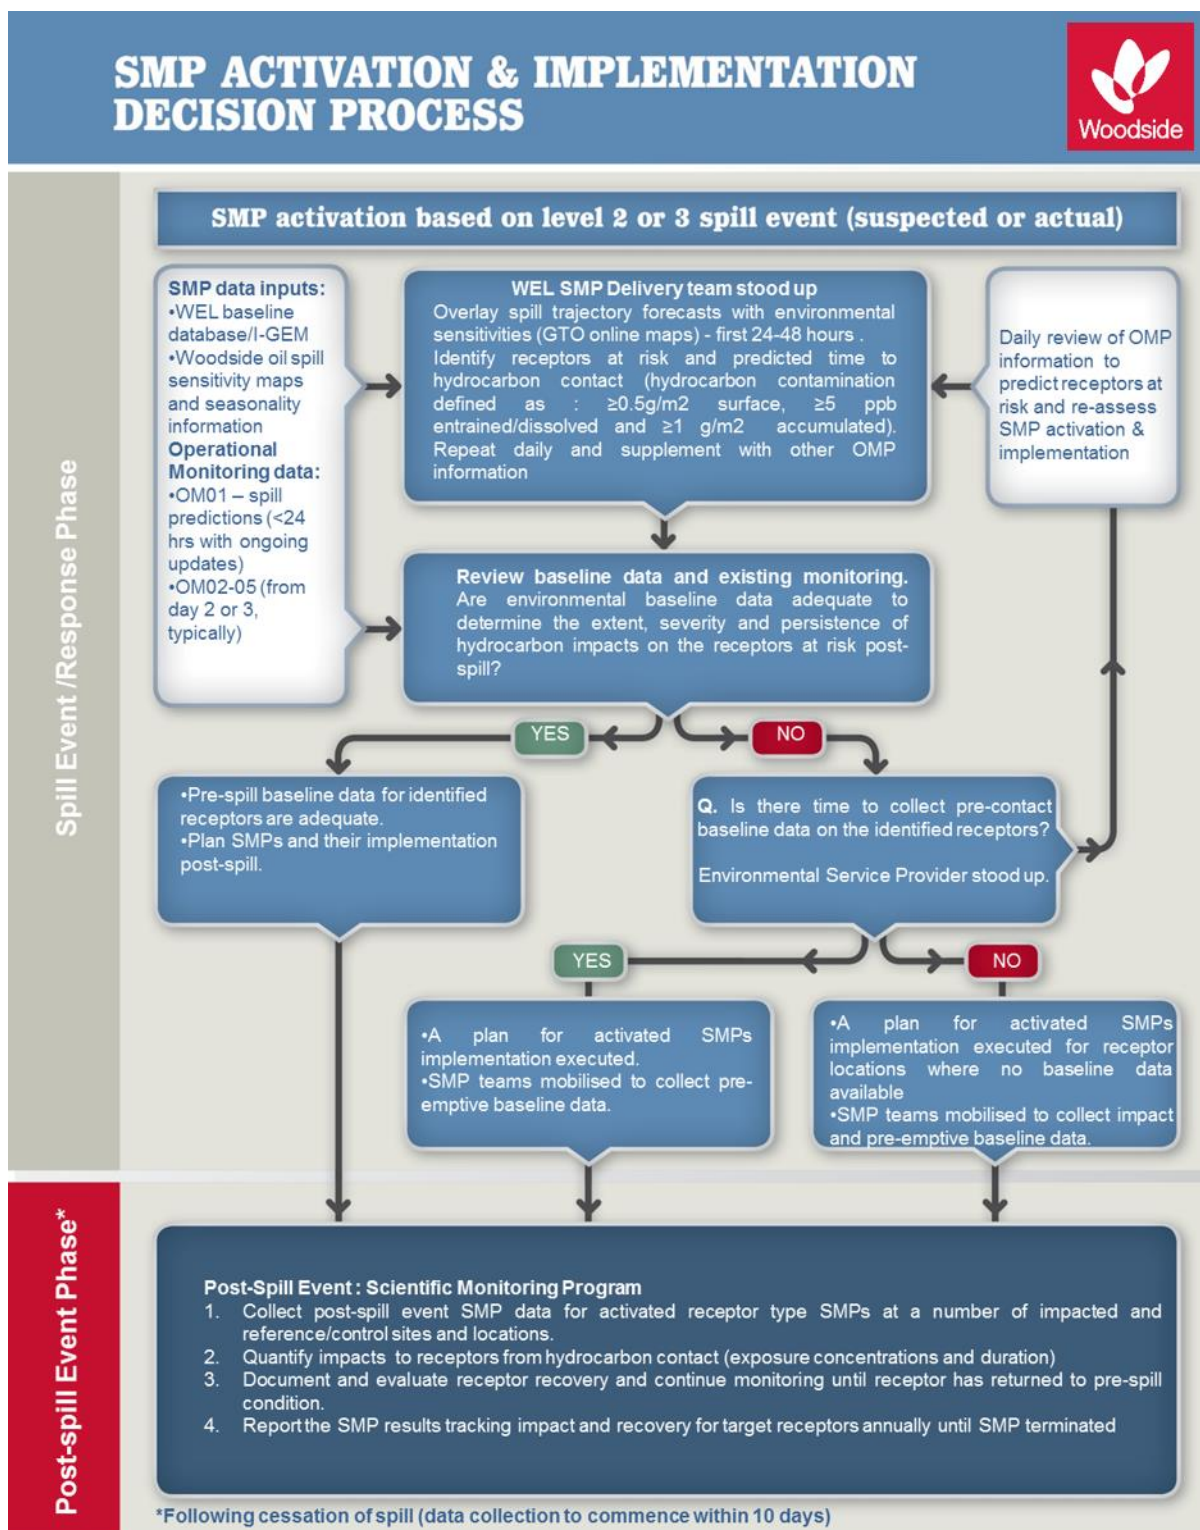 SMP ACTIVATION & IMPLEMENTATION
DECISION PROCESS
Woodside
SMP activation based on level 2 or 3 spill event (suspected or actual)
SMP data inputs:
•WEL baseline
database/I-GEM
•Woodside oil spill
sensitivity maps
and seasonality
information
Operational
Monitoring data:
•OM01 – spill
predictions (<24
hrs with ongoing
updates)
•OM02-05 (from
day 2 or 3,
typically)
WEL SMP Delivery team stood up
Overlay spill trajectory forecasts with environmental
sensitivities (GTO online maps) - first 24-48 hours .
Identify receptors at risk and predicted time to
hydrocarbon contact (hydrocarbon contamination
defined as : ≥0.5g/m2 surface, ≥5 ppb
entrained/dissolved and ≥1 g/m2 accumulated).
Repeat daily and supplement with other OMP
information
Daily review of OMP
information to
predict receptors at
risk and re-assess
SMP activation &
implementation
Spill Event /Response Phase
Review baseline data and existing monitoring.
Are environmental baseline data adequate to
determine the extent, severity and persistence of
hydrocarbon impacts on the receptors at risk post-
spill?
YES
NO
•Pre-spill baseline data for identified
receptors are adequate.
•Plan SMPs and their implementation
post-spill.
Q. Is there time to collect pre-contact
baseline data on the identified receptors?
Environmental Service Provider stood up.
YES
NO
•A plan for activated SMPs
implementation executed.
•SMP teams mobilised to collect pre-
emptive baseline data.
•A plan for activated SMPs
implementation executed for receptor
locations where no baseline data
available
•SMP teams mobilised to collect impact
and pre-emptive baseline data.
Post-spill Event Phase*
Post-Spill Event : Scientific Monitoring Program
1. Collect post-spill event SMP data for activated receptor type SMPs at a number of impacted and
reference/control sites and locations.
2. Quantify impacts to receptors from hydrocarbon contact (exposure concentrations and duration)
3. Document and evaluate receptor recovery and continue monitoring until receptor has returned to pre-spill
condition.
4. Report the SMP results tracking impact and recovery for target receptors annually until SMP terminated
*Following cessation of spill (data collection to commence within 10 days)